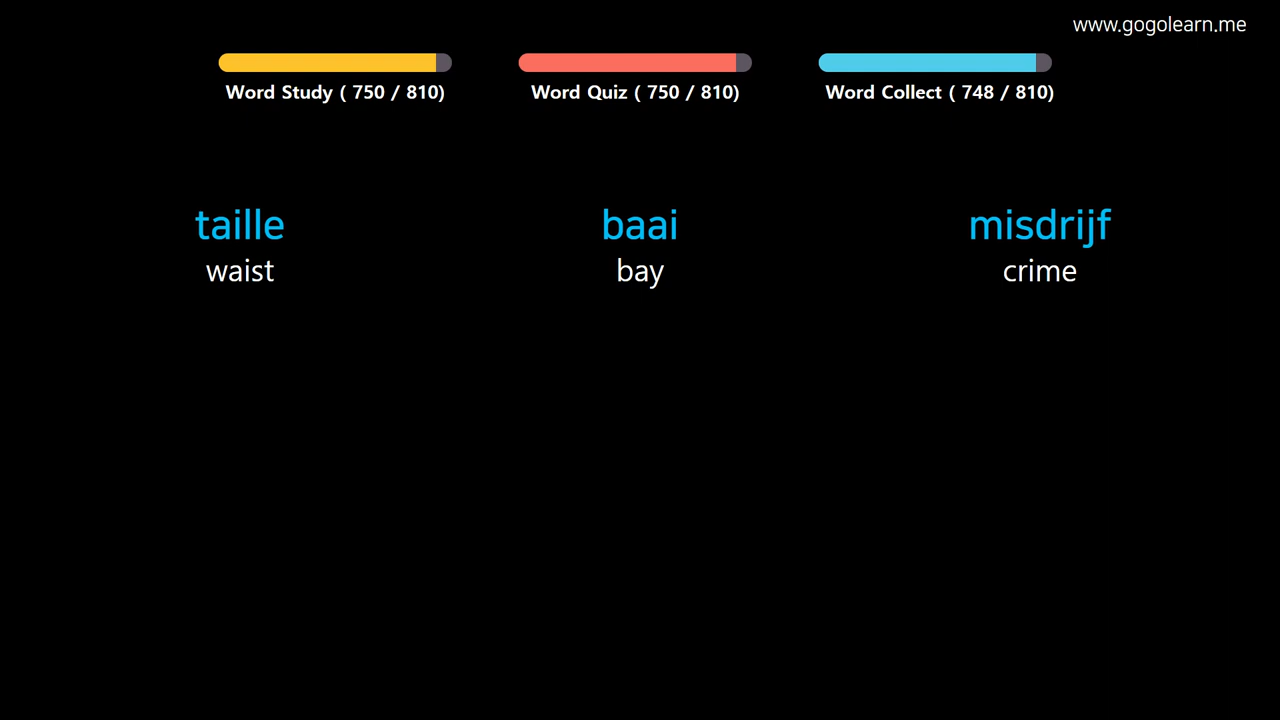 www.gogolearn.me
Word Study ( 750 / 810)
Word Quiz ( 750 / 810)
Word Collect ( 748 / 810)
taille
waist
baai
bay
misdrijf
crime